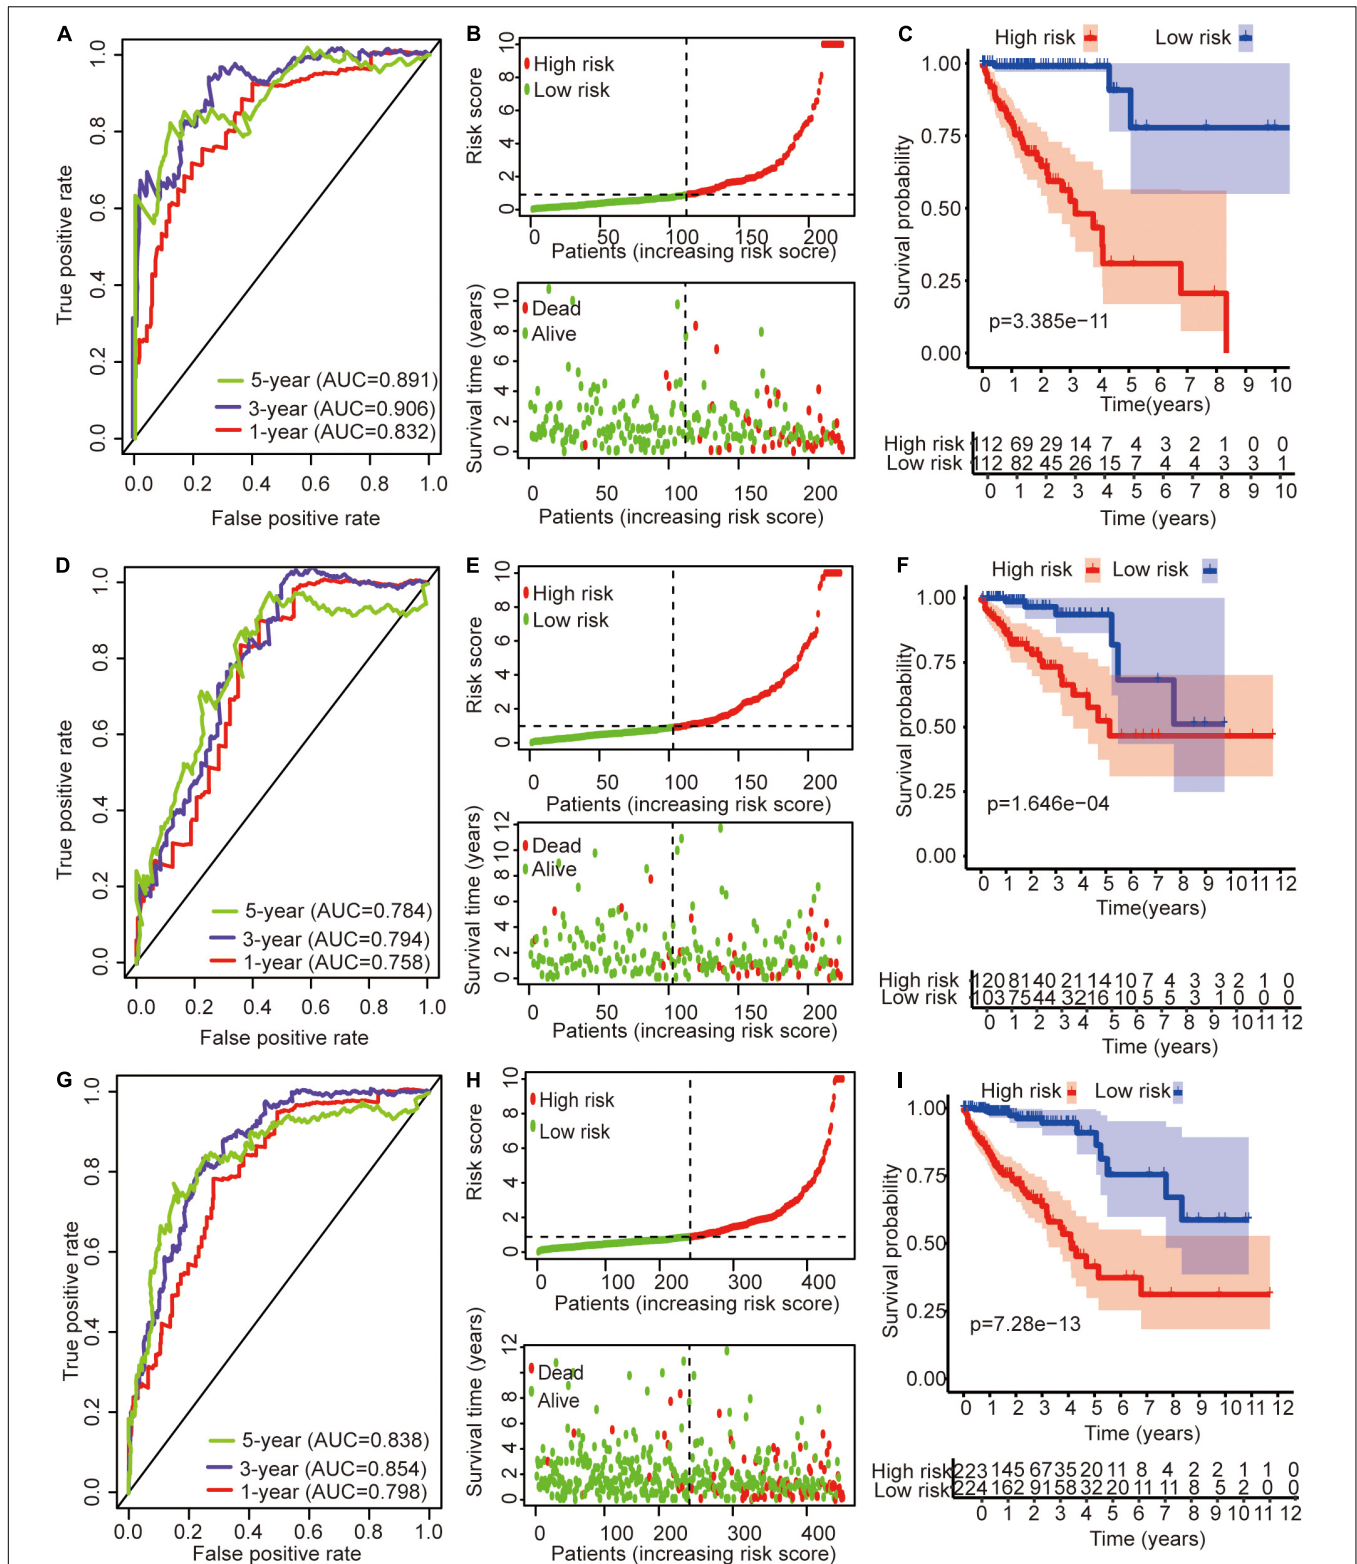 A
True positive rate
0.0 0.2 0.4 0.6 0.8 1.0
5-year (AUC=0.891)
3-year (AUC=0.906)
1-year (AUC=0.832)
0.0 0.2 0.4 0.6 0.8 1.0
False positive rate
B
Risk score
10
8
6
4
2
0
High risk
Low risk
0 50 100 150 200
Patients (increasing risk socre)
Survival time (years)
10
8
6
4
2
0
Dead
Alive
0 50 100 150 200
Patients (increasing risk score)
C
High risk Low risk
Survival probability
1.00
0.75
0.50
0.25
0.00
p=3.385e−11
0 1 2 3 4 5 6 7 8 9 10
Time(years)
High risk 112 69 29 14 7 4 3 2 1 0 0
Low risk 112 82 45 26 15 7 4 4 3 3 1
0 1 2 3 4 5 6 7 8 9 10
Time (years)
D
True positive rate
0.0 0.2 0.4 0.6 0.8 1.0
5-year (AUC=0.784)
3-year (AUC=0.794)
1-year (AUC=0.758)
0.0 0.2 0.4 0.6 0.8 1.0
False positive rate
E
Risk score
10
8
6
4
2
0
High risk
Low risk
0 50 100 150 200
Patients (increasing risk score)
Survival time (years)
12
10
8
6
4
2
0
Dead
Alive
0 50 100 150 200
Patients (increasing risk score)
F
High risk Low risk
Survival probability
1.00
0.75
0.50
0.25
0.00
p=1.646e−04
0 1 2 3 4 5 6 7 8 9 10 11 12
Time(years)
High risk 120 81 40 21 14 10 7 4 3 3 2 1 0
Low risk 103 75 44 32 16 10 5 5 3 1 0 0 0
0 1 2 3 4 5 6 7 8 9 10 11 12
Time (years)
G
True positive rate
0.0 0.2 0.4 0.6 0.8 1.0
5-year (AUC=0.838)
3-year (AUC=0.854)
1-year (AUC=0.798)
0.0 0.2 0.4 0.6 0.8 1.0
False positive rate
H
Risk score
10
8
6
4
2
0
High risk
Low risk
0 100 200 300 400
Patients (increasing risk score)
Survival time (years)
12
8
6
4
2
0
Dead
Alive
0 100 200 300 400
Patients (increasing risk score)
I
High risk Low risk
Survival probability
1.00
0.75
0.50
0.25
0.00
p=7.28e−13
0 1 2 3 4 5 6 7 8 9 10 11 12
Time (years)
High risk 223 145 67 35 20 11 8 4 2 2 1 1 0
Low risk 224 162 91 58 32 20 11 11 8 5 2 0 0
0 1 2 3 4 5 6 7 8 9 10 11 12
Time (years)